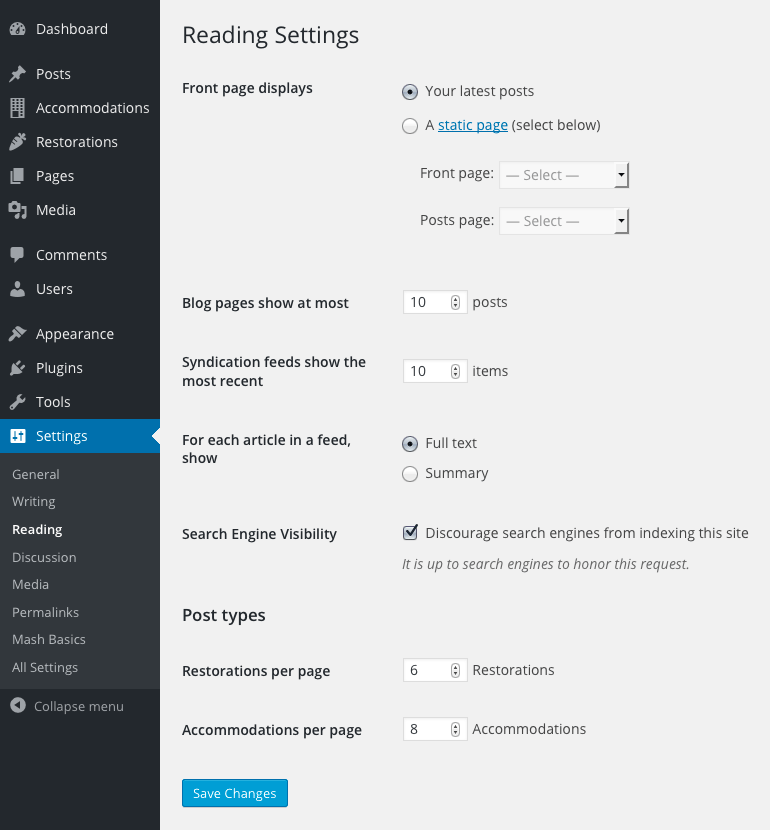 Dashboard
Posts
Accommodations
Restorations
Pages
Media
Comments
Users
Appearance
Plugins
Tools
Settings
General
Writing
Reading
Discussion
Media
Permalinks
Mash Basics
All Settings
Collapse menu
Reading Settings
Front page displays
Your latest posts
A static page (select below)
Front page: — Select —
Posts page: — Select —
Blog pages show at most
10 posts
Syndication feeds show the
most recent
10 items
For each article in a feed,
show
Full text
Summary
Search Engine Visibility
Discourage search engines from indexing this site
It is up to search engines to honor this request.
Post types
Restorations per page
6 Restorations
Accommodations per page
8 Accommodations
Save Changes